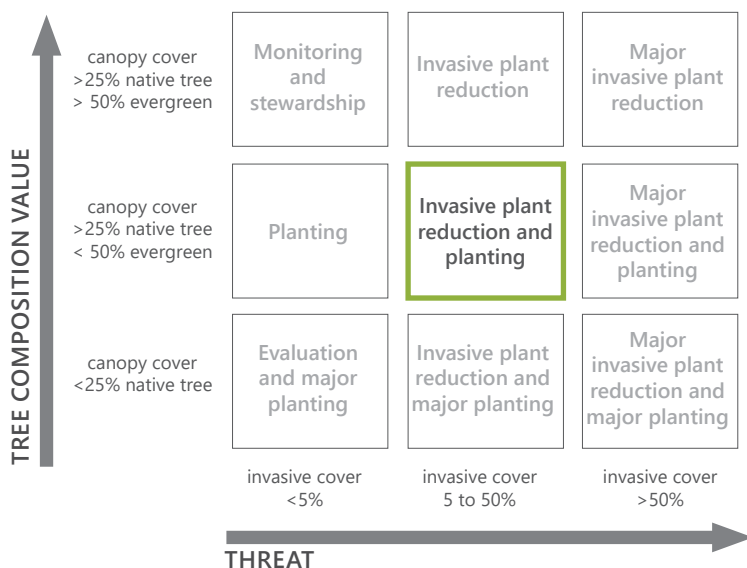 TREE COMPOSITION VALUE
canopy cover
>25% native tree
> 50% evergreen
Monitoring
and
stewardship
Invasive plant
reduction
Major
invasive plant
reduction
canopy cover
>25% native tree
< 50% evergreen
Planting
Invasive plant
reduction and
planting
Major
invasive plant
reduction and
planting
canopy cover
<25% native tree
Evaluation
and major
planting
Invasive plant
reduction and
major planting
Major
invasive plant
reduction and
major planting
invasive cover
<5%
invasive cover
5 to 50%
invasive cover
>50%
THREAT